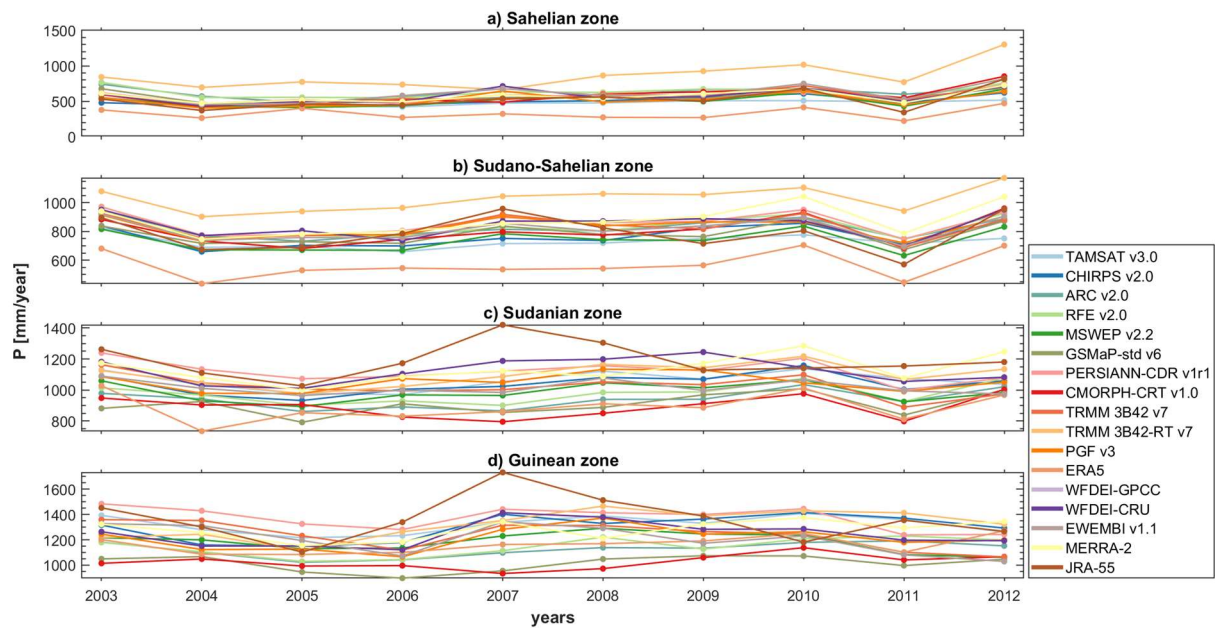 a) Sahelian zone
1500
1000
500
0
b) Sudano-Sahelian zone
1000
800
600
c) Sudanian zone
1400
1200
1000
800
d) Guinean zone
1600
1400
1200
1000
2003 2004 2005 2006 2007 2008 2009 2010 2011 2012
years
P [mm/year]
TAMSAT v3.0
CHIRPS v2.0
ARC v2.0
RFE v2.0
MSWEP v2.2
GSMaP-std v6
PERSIANN-CDR v1r1
CMORPH-CRT v1.0
TRMM 3B42 v7
TRMM 3B42-RT v7
PGF v3
ERA5
WFDEI-GPCC
WFDEI-CRU
EWEMBI v1.1
MERRA-2
JRA-55